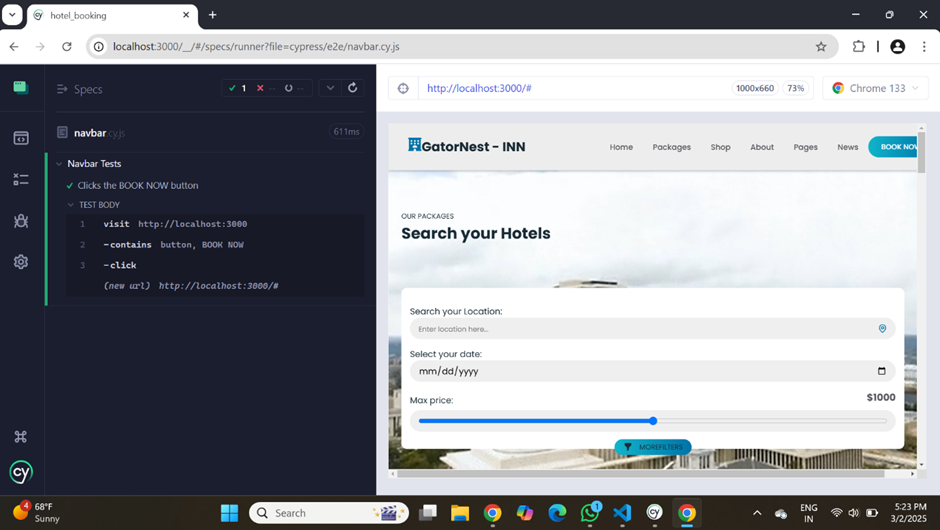 hotel_booking
localhost:3000/__/#/specs/runner?file=cypress/e2e/navbar.cy.js
Specs
1
--
--
http://localhost:3000/#
1000x660
73%
Chrome 133
navbar.cy.js
611ms
Navbar Tests
Clicks the BOOK NOW button
TEST BODY
1 visit http://localhost:3000
2 -contains button, BOOK NOW
3 -click
(new url) http://localhost:3000/#
GatorNest - INN
Home
Packages
Shop
About
Pages
News
BOOK NOW
OUR PACKAGES
Search your Hotels
Search your Location:
Enter location here...
Select your date:
mm/dd/yyyy
Max price:
$1000
MOREFILTERS
cy
4
68°F
Sunny
Search
1
ENG
IN
5:23 PM
3/2/2025